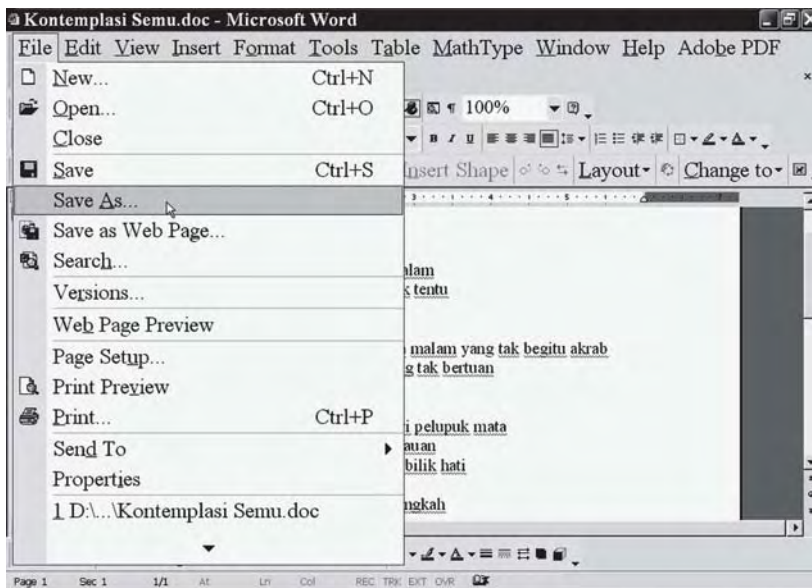 Kontemplasi Semu.doc - Microsoft Word
File Edit View Insert Format Tools Table MathType Window Help Adobe PDF
New... Ctrl+N
Open... Ctrl+O
100%
Close
Save Ctrl+S
Insert Shape Layout Change to
Save As...
Save as Web Page...
Search...
alam
tentu
Versions...
Web Page Preview
malam yang tak begitu akrab
Page Setup...
g tak bertuan
Print Preview
Print... Ctrl+P
i pelupuk mata
Send To
auan
bilik hati
Properties
1 D:\...\Kontemplasi Semu.doc
ngkah
Page 1 Sec 1 1/1 At Ln Col REC TRK EXT OVR